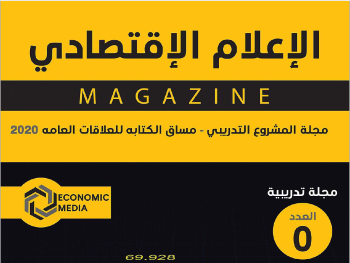 الإعلام الإقتصادي
MAGAZINE
مجلة المشروع التدريبي - مساق الكتابه للعلاقات العامه 2020
ECONOMIC
MEDIA
مجلة تدريبية
العدد
0
69.928